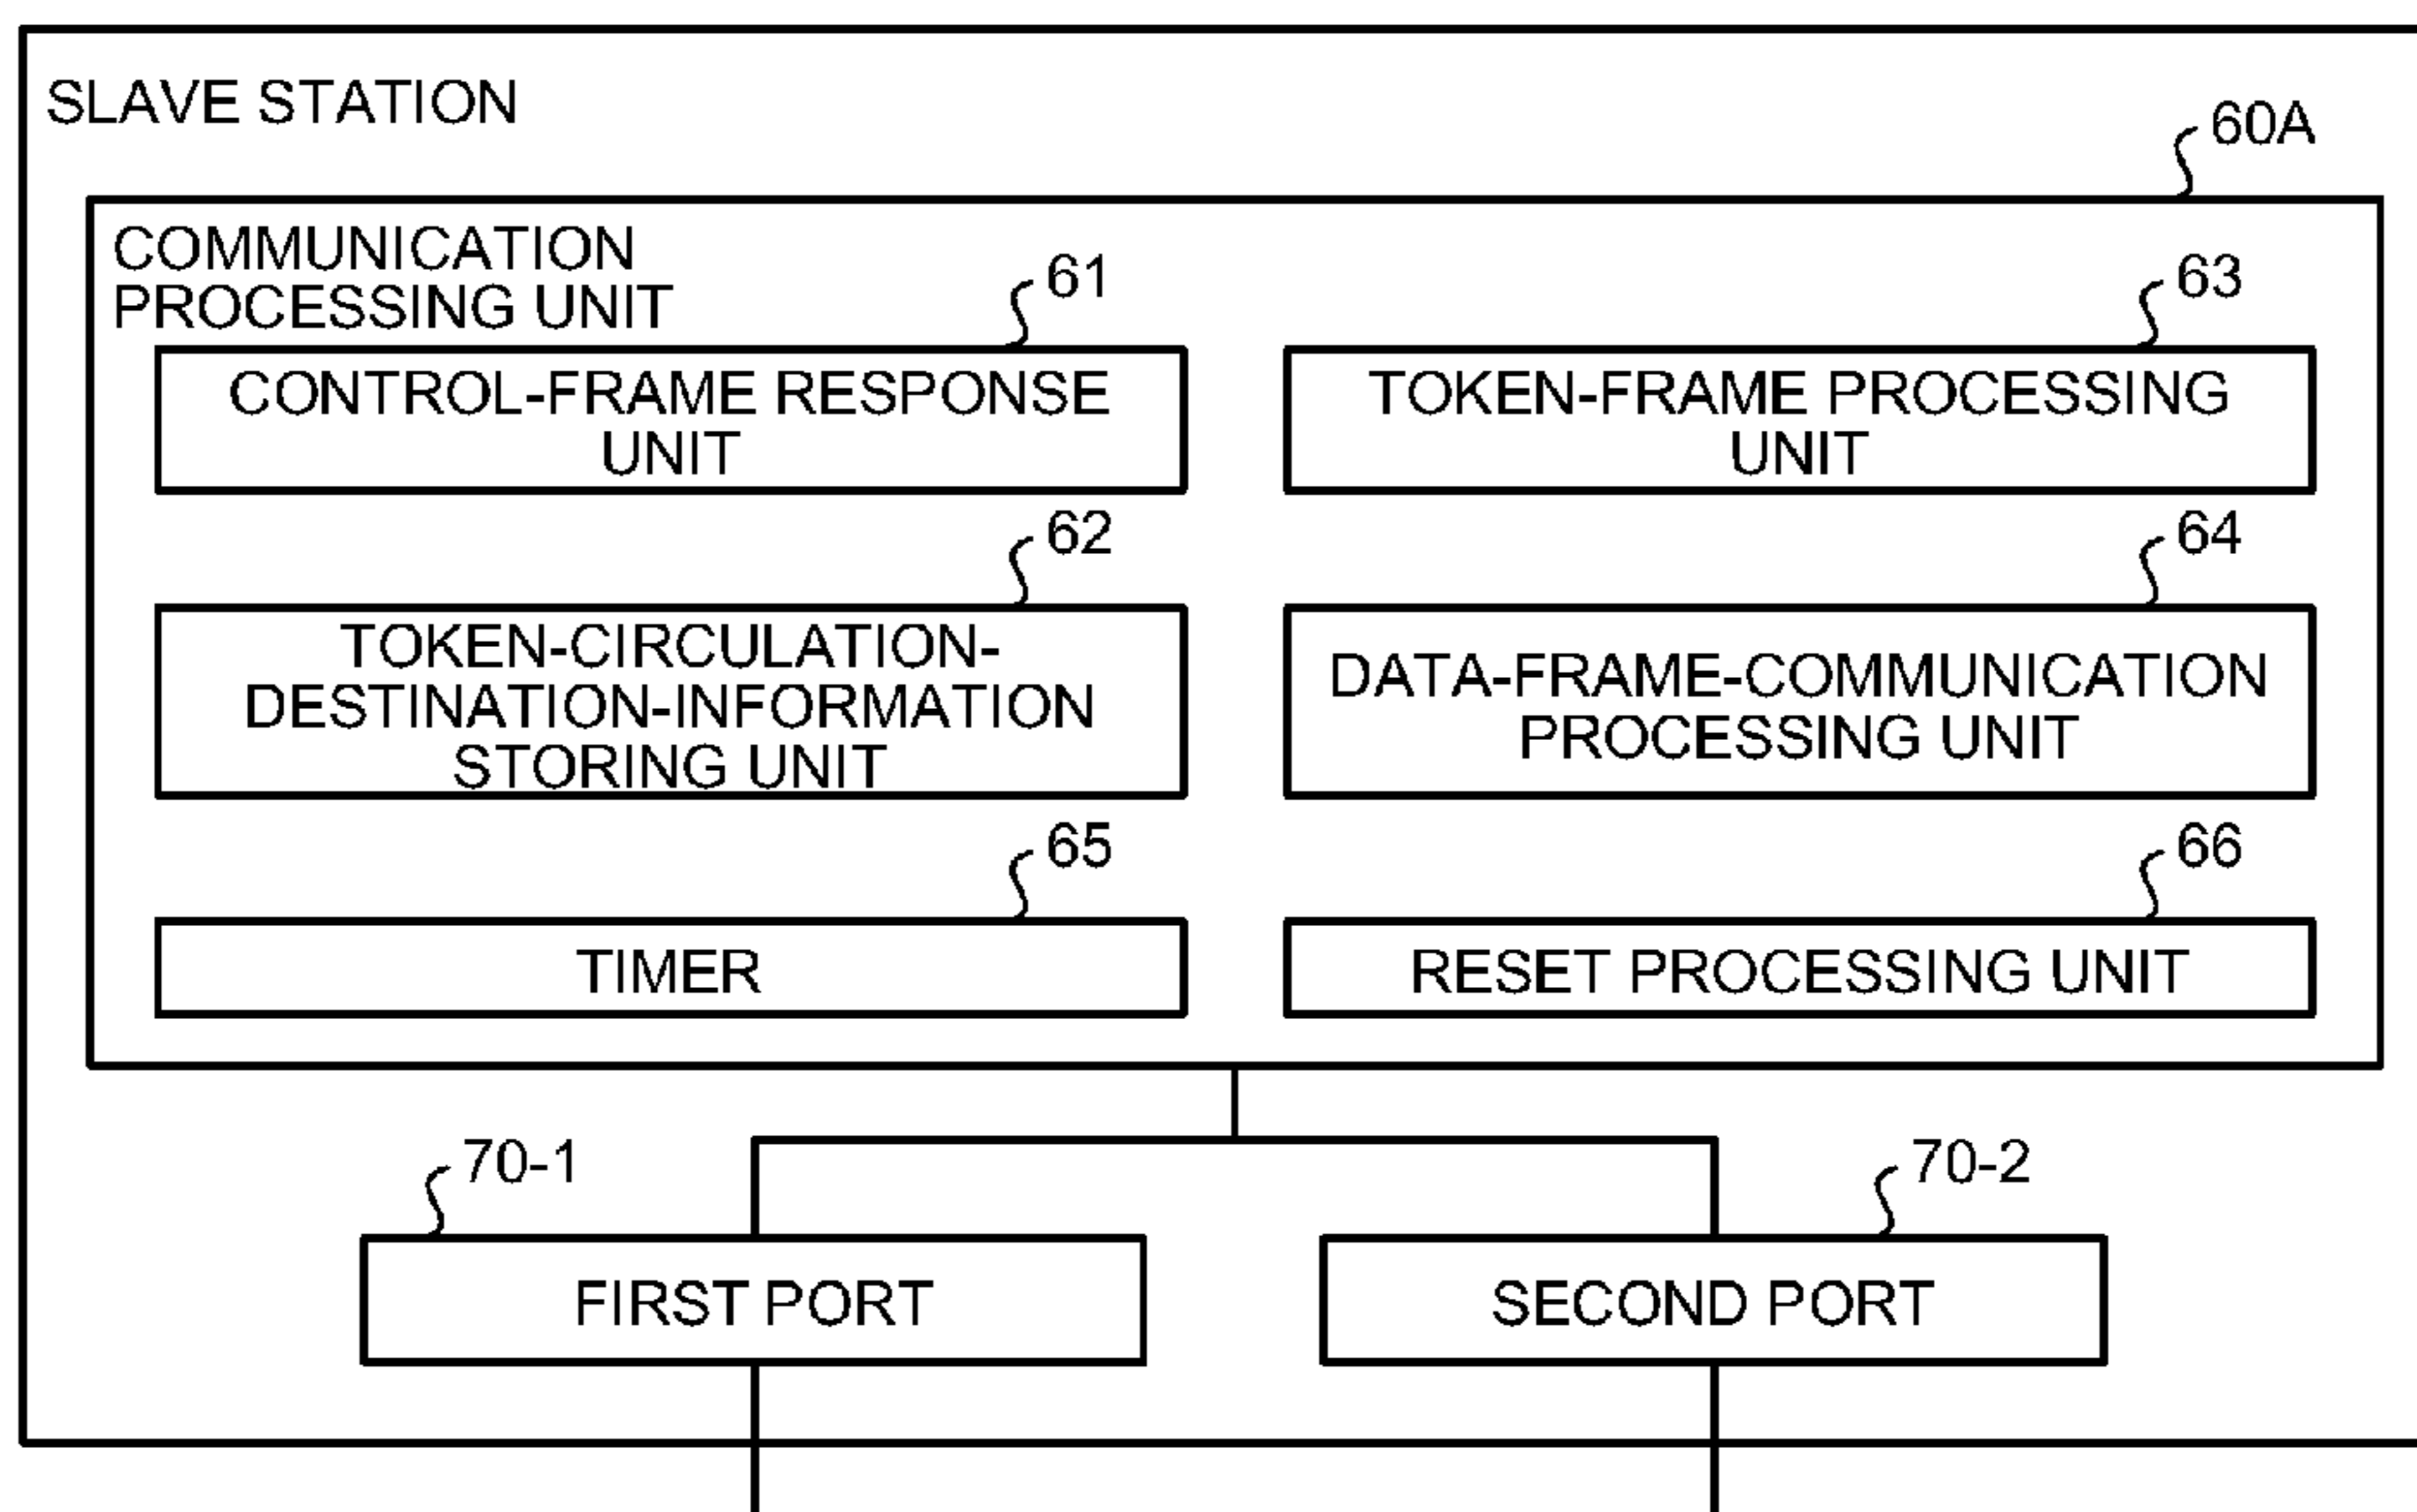 SLAVE STATION
60A
COMMUNICATION
PROCESSING UNIT
61
CONTROL-FRAME RESPONSE
UNIT
63
TOKEN-FRAME PROCESSING
UNIT
62
TOKEN-CIRCULATION-
DESTINATION-INFORMATION
STORING UNIT
64
DATA-FRAME-COMMUNICATION
PROCESSING UNIT
65
TIMER
66
RESET PROCESSING UNIT
70-1
FIRST PORT
70-2
SECOND PORT